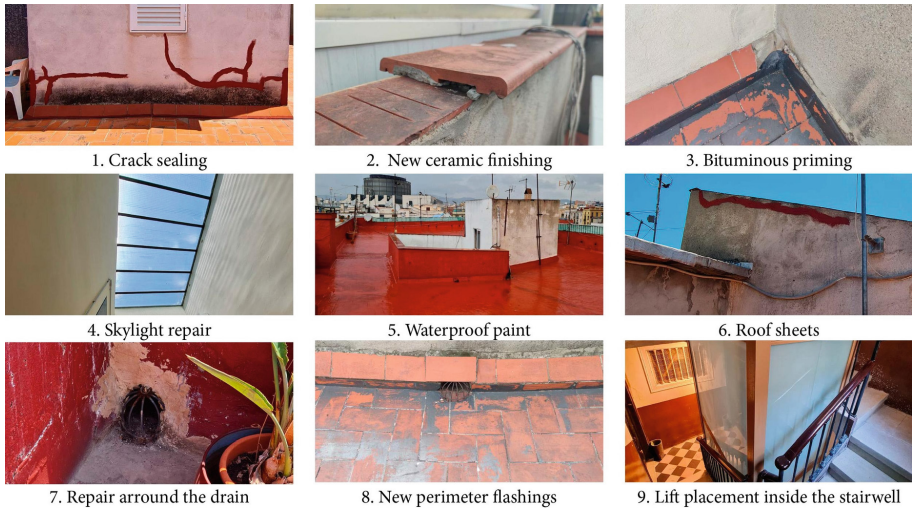 1. Crack sealing
2. New ceramic finishing
3. Bituminous priming
4. Skylight repair
5. Waterproof paint
6. Roof sheets
7. Repair arround the drain
8. New perimeter flashings
9. Lift placement inside the stairwell